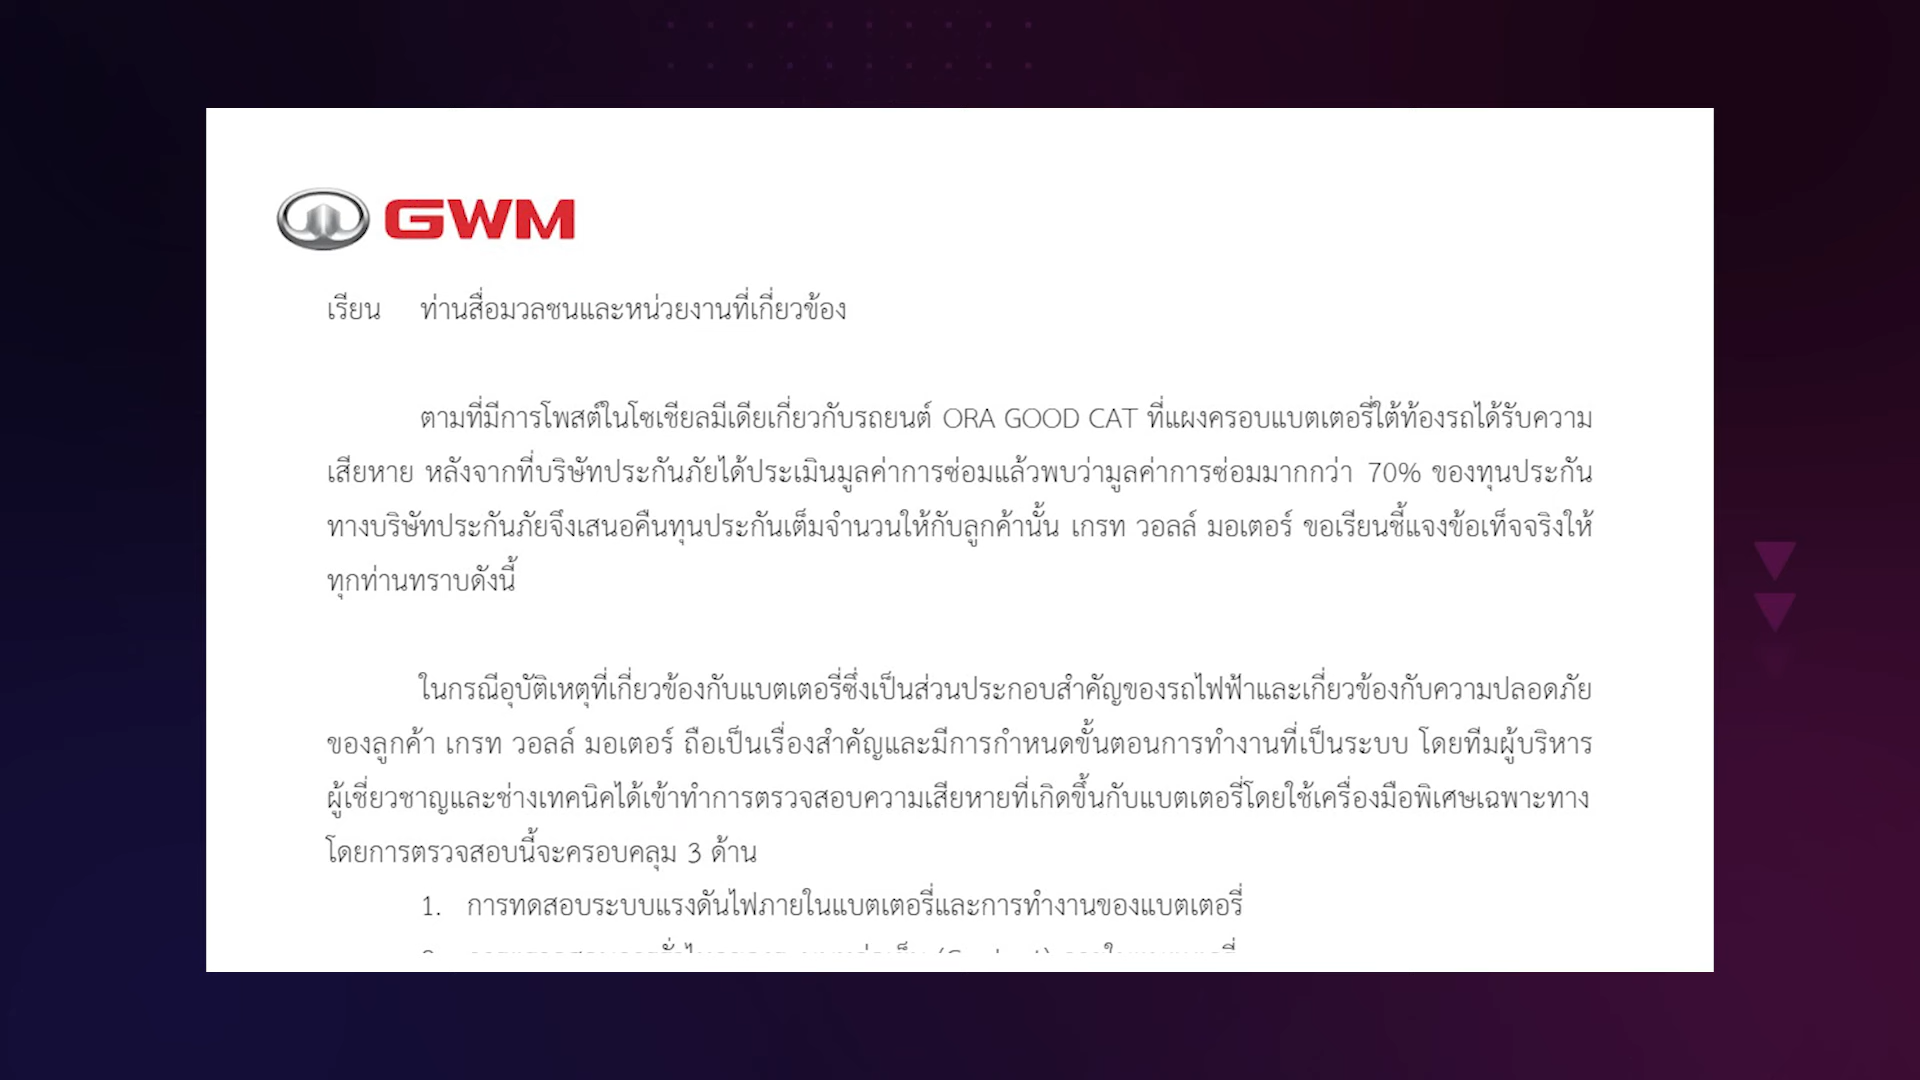 GWM
เรียน ท่านสื่อมวลชนและหน่วยงานที่เกี่ยวข้อง
ตามที่มีการโพสต์ในโซเชียลมีเดียเกี่ยวกับรถยนต์ ORA GOOD CAT ที่แผงครอบแบตเตอรี่ใต้ท้องรถได้รับความ
เสียหาย หลังจากที่บริษัทประกันภัยได้ประเมินมูลค่าการซ่อมแล้วพบว่ามูลค่าการซ่อมมากกว่า 70% ของทุนประกัน
ทางบริษัทประกันภัยจึงเสนอคืนทุนประกันเต็มจำนวนให้กับลูกค้านั้น เกรท วอลล์ มอเตอร์ ขอเรียนชี้แจงข้อเท็จจริงให้
ทุกท่านทราบดังนี้
ในกรณีอุบัติเหตุที่เกี่ยวข้องกับแบตเตอรี่ซึ่งเป็นส่วนประกอบสำคัญของรถไฟฟ้าและเกี่ยวข้องกับความปลอดภัย
ของลูกค้า เกรท วอลล์ มอเตอร์ ถือเป็นเรื่องสำคัญและมีการกำหนดขั้นตอนการทำงานที่เป็นระบบ โดยทีมผู้บริหาร
ผู้เชี่ยวชาญและช่างเทคนิคได้เข้าทำการตรวจสอบความเสียหายที่เกิดขึ้นกับแบตเตอรี่โดยใช้เครื่องมือพิเศษเฉพาะทาง
โดยการตรวจสอบนี้จะครอบคลุม 3 ด้าน
1. การทดสอบระบบแรงดันไฟภายในแบตเตอรี่และการทำงานของแบตเตอรี่